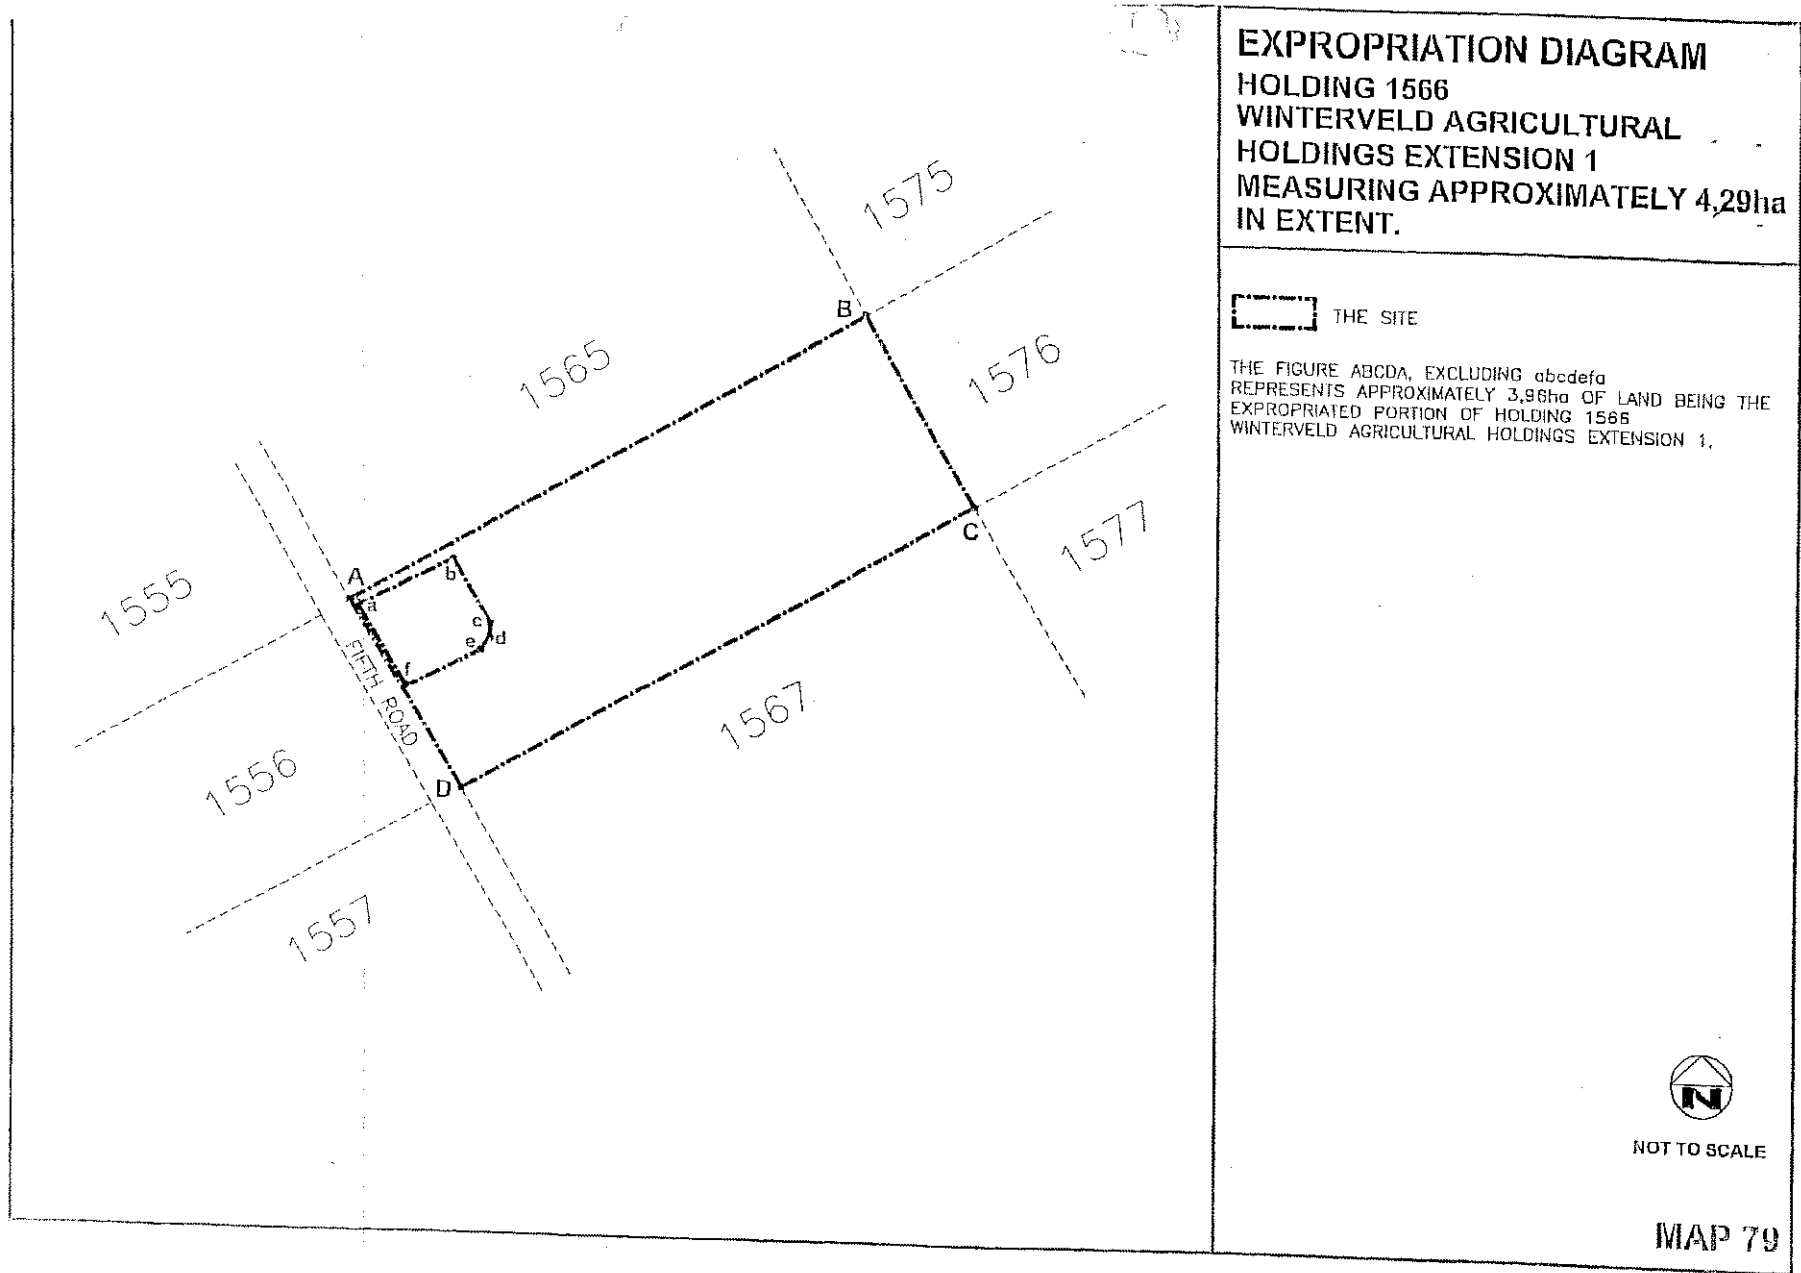 EXPROPRIATION DIAGRAM
HOLDING 1566
WINTERVELD AGRICULTURAL
HOLDINGS EXTENSION 1
MEASURING APPROXIMATELY 4,29ha
IN EXTENT.
THE SITE
THE FIGURE ABCDA, EXCLUDING abcdefa
REPRESENTS APPROXIMATELY 3,96ha OF LAND BEING THE
EXPROPRIATED PORTION OF HOLDING 1566
WINTERVELD AGRICULTURAL HOLDINGS EXTENSION 1.
1575
B
1565
1576
C
1577
A
a
b
c
d
e
f
1555
FIFTH ROAD
1567
1556
D
1557
N
NOT TO SCALE
MAP 79